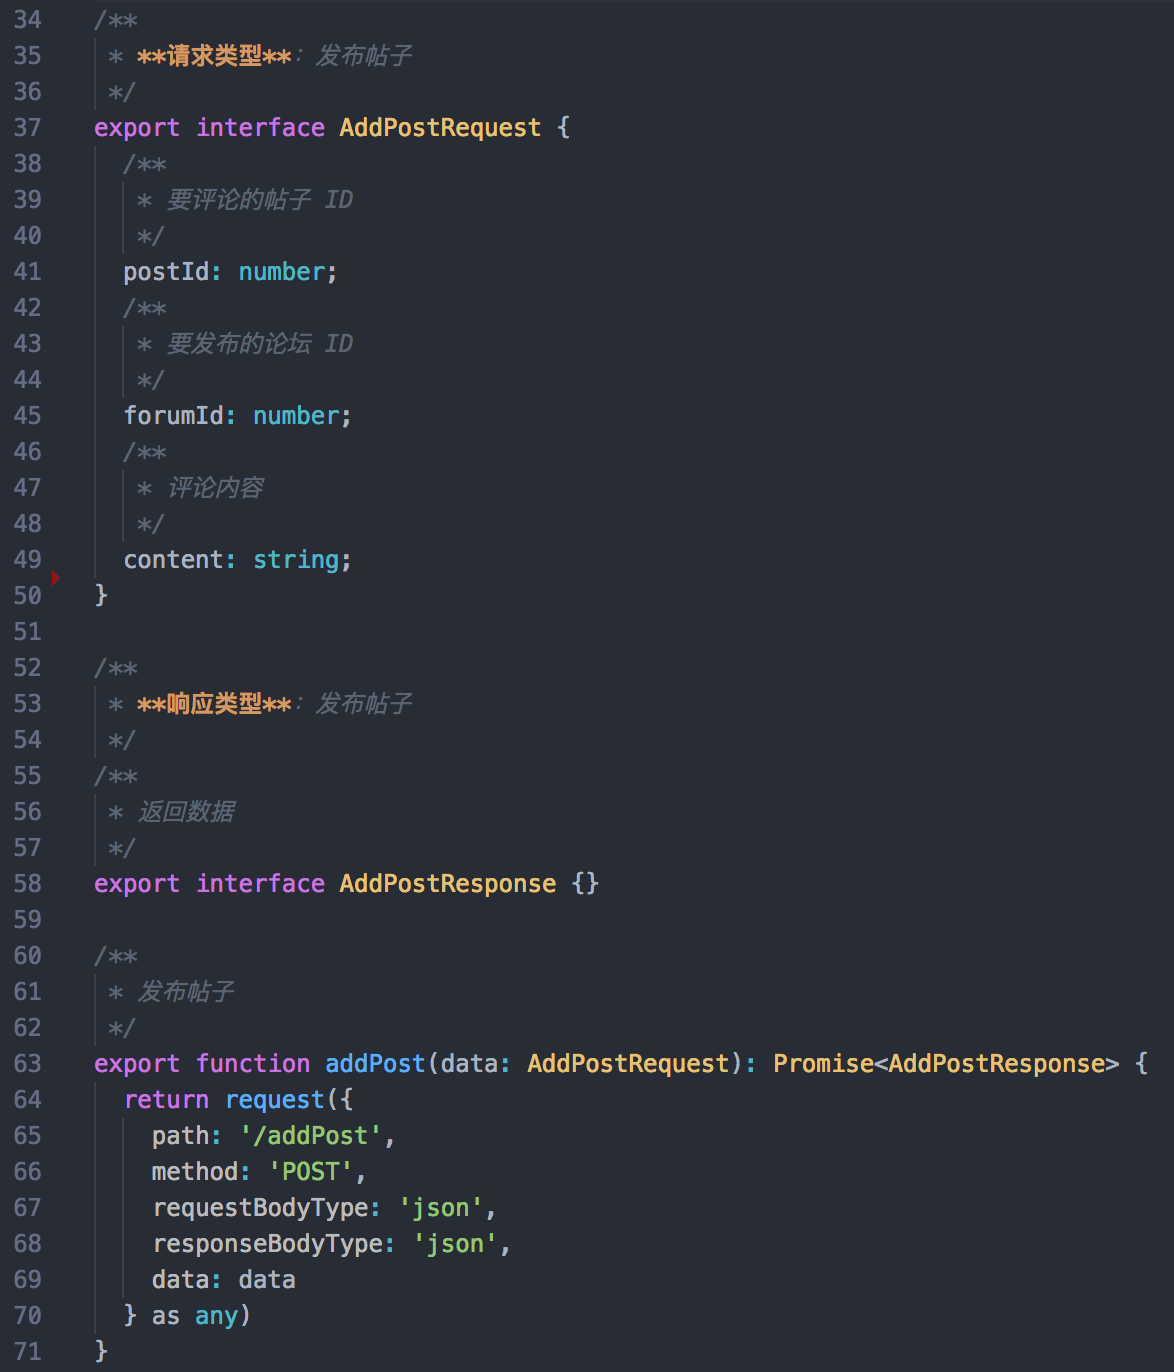 34 /**
35 * **请求类型**：发布帖子
36 */
37 export interface AddPostRequest {
38 /**
39 * 要评论的帖子 ID
40 */
41 postId: number;
42 /**
43 * 要发布的论坛 ID
44 */
45 forumId: number;
46 /**
47 * 评论内容
48 */
49 content: string;
50 }
51
52 /**
53 * **响应类型**：发布帖子
54 */
55 /**
56 * 返回数据
57 */
58 export interface AddPostResponse {}
59
60 /**
61 * 发布帖子
62 */
63 export function addPost(data: AddPostRequest): Promise<AddPostResponse> {
64 return request({
65 path: '/addPost',
66 method: 'POST',
67 requestBodyType: 'json',
68 responseBodyType: 'json',
69 data: data
70 } as any)
71 }